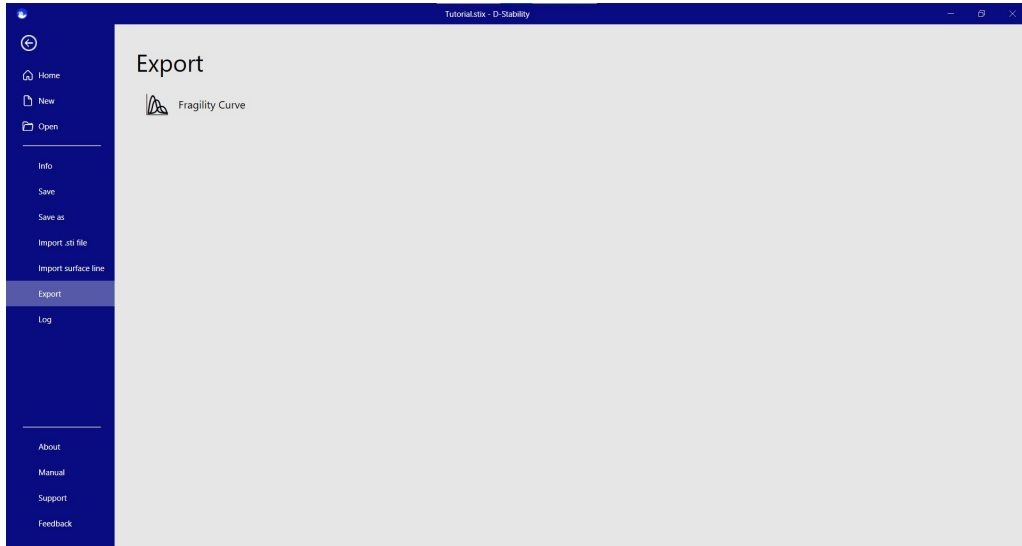 Tutorial.stix - D-Stability
Home
New
Open
Info
Save
Save as
Import .sti file
Import surface line
Export
Log
About
Manual
Support
Feedback
Export
Fragility Curve